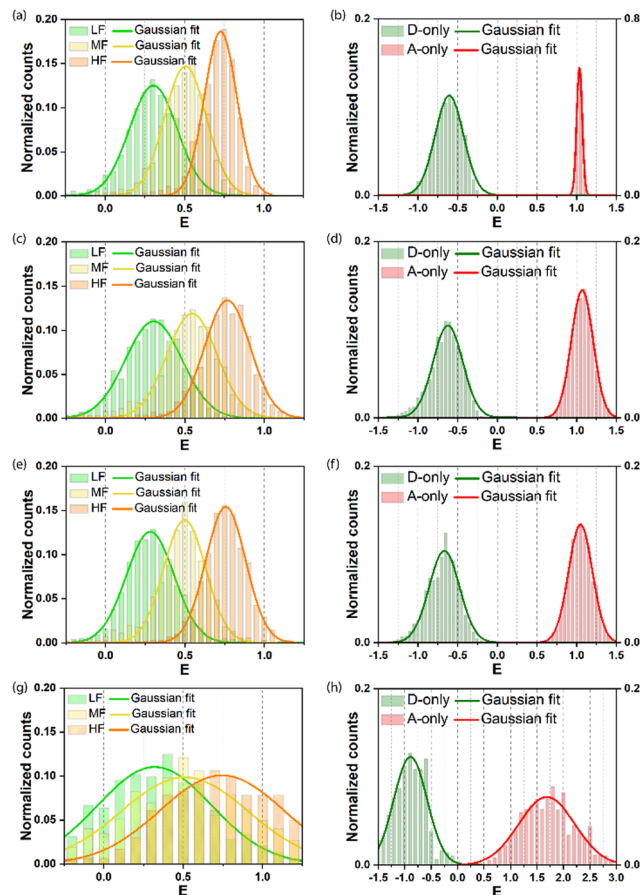 (a)
LF Gaussian fit
MF Gaussian fit
HF Gaussian fit
Normalized counts
0.20
0.15
0.10
0.05
0.00
0.0 0.5 1.0
E
(b)
D-only Gaussian fit
A-only Gaussian fit
Normalized counts
0.2
0.0
0.8
0.0
-1.5 -1.0 -0.5 0.0 0.5 1.0 1.5
E
(c)
LF Gaussian fit
MF Gaussian fit
HF Gaussian fit
Normalized counts
0.20
0.15
0.10
0.05
0.00
0.0 0.5 1.0
E
(d)
D-only Gaussian fit
A-only Gaussian fit
Normalized counts
0.2
0.0
0.2
0.0
-1.5 -1.0 -0.5 0.0 0.5 1.0 1.5
E
(e)
LF Gaussian fit
MF Gaussian fit
HF Gaussian fit
Normalized counts
0.20
0.15
0.10
0.05
0.00
0.0 0.5 1.0
E
(f)
D-only Gaussian fit
A-only Gaussian fit
Normalized counts
0.2
0.0
0.2
0.0
-1.5 -1.0 -0.5 0.0 0.5 1.0 1.5
E
(g)
LF Gaussian fit
MF Gaussian fit
HF Gaussian fit
Normalized counts
0.20
0.15
0.10
0.05
0.00
0.0 0.5 1.0
E
(h)
D-only Gaussian fit
A-only Gaussian fit
Normalized counts
0.2
0.0
0.2
0.0
-1.5 -1.0 -0.5 0.0 0.5 1.0 1.5 2.0 2.5 3.0
E